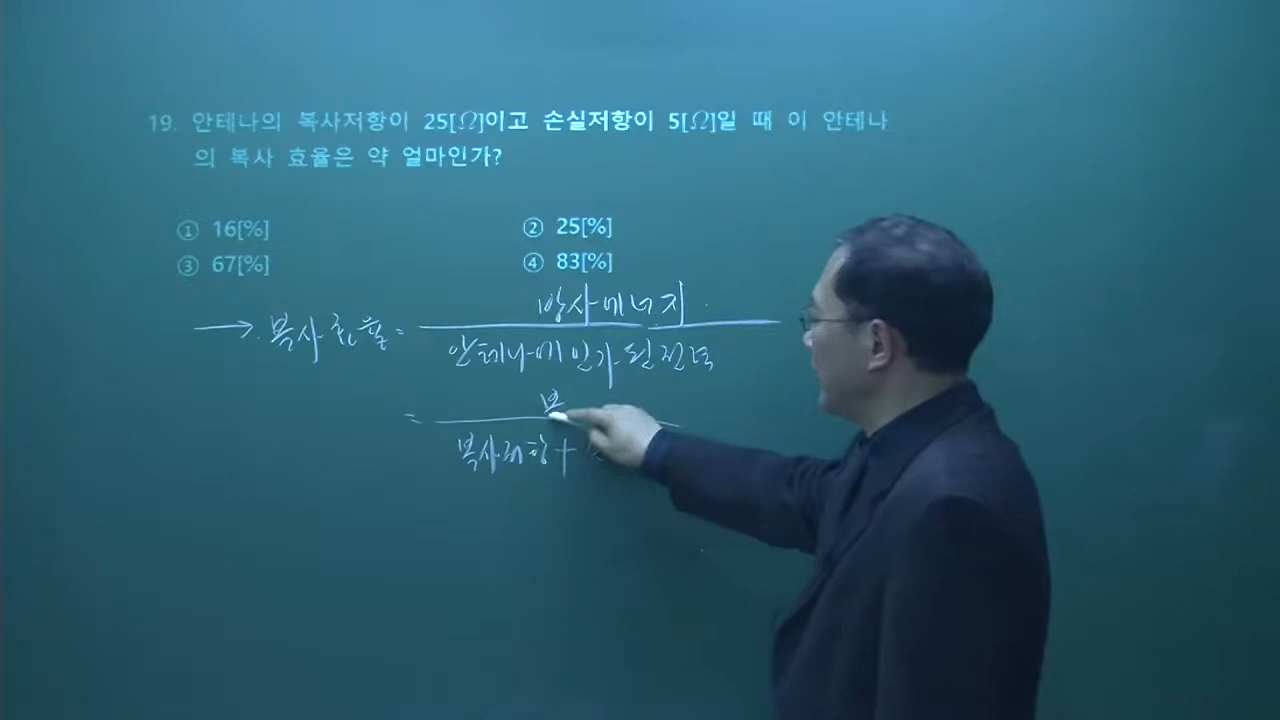 19. 안테나의 복사저항이 25[Ω]이고 손실저항이 5[Ω]일 때 이 안테나
의 복사 효율은 약 얼마인가?
① 16[%] ② 25[%]
③ 67[%] ④ 83[%]
방사에너지
→ 복사효율 =
안테나에 인가된 전력
=
복사저항 +